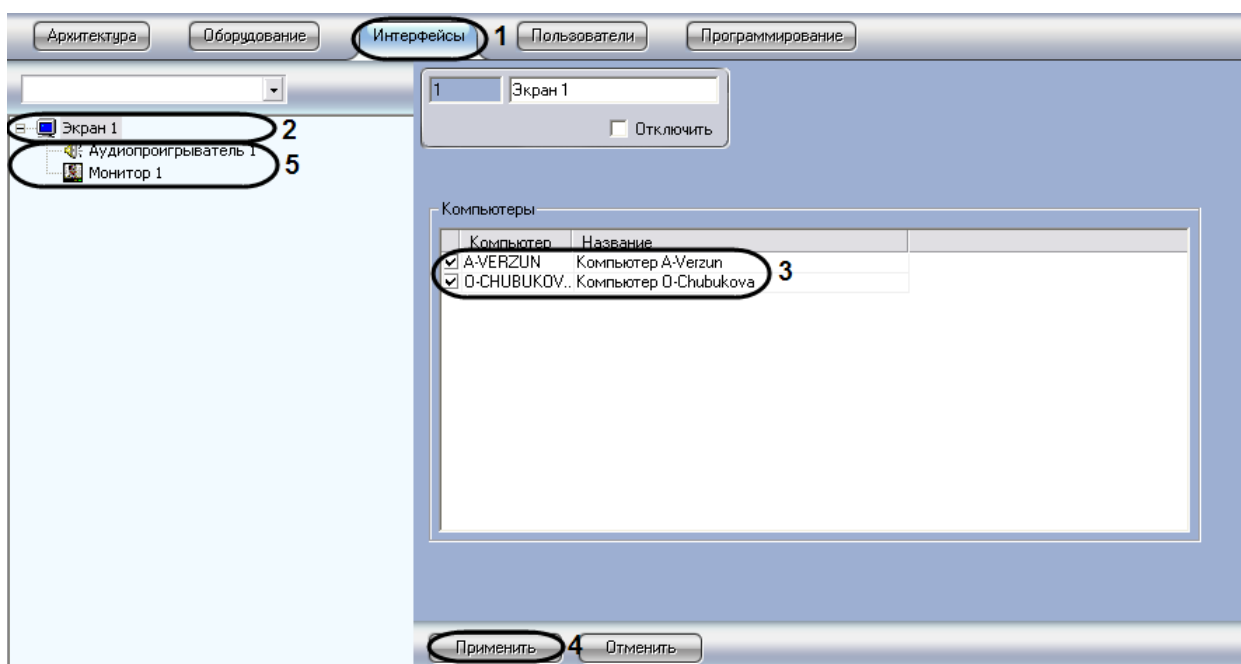 Архитектура Оборудование Интерфейсы 1 Пользователи Программирование
1 Экран 1
Отключить
Экран 1 2
Аудиопроигрыватель 1
Монитор 1 5
Компьютеры
Компьютер Название
A-VERZUN Компьютер A-Verzun
O-CHUBUKOV.. Компьютер O-Chubukova 3
Применить 4 Отменить